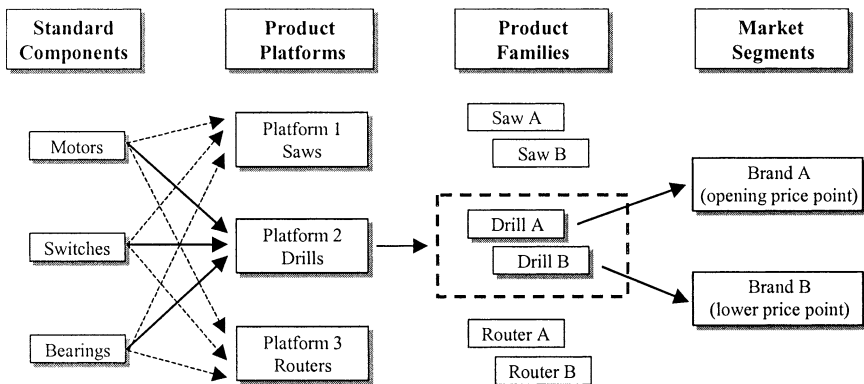 Standard
Components
Product
Platforms
Product
Families
Market
Segments
Motors
Switches
Bearings
Platform 1
Saws
Platform 2
Drills
Platform 3
Routers
Saw A
Saw B
Drill A
Drill B
Router A
Router B
Brand A
(opening price point)
Brand B
(lower price point)